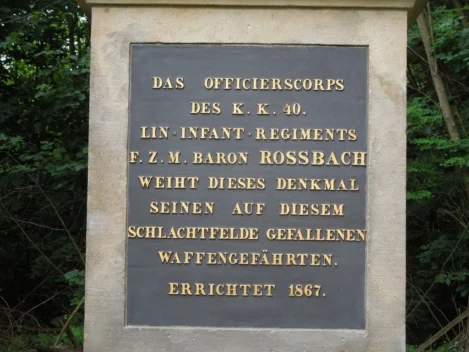 DAS OFFICIERSCORPS
DES K. K. 40.
LIN-INFANT-REGIMENTS
F. Z. M. BARON ROSSBACH
WEIHT DIESES DENKMAL
SEINEN AUF DIESEM
SCHLACHTFELDE GEFALLENEN
WAFFENGEFÄHRTEN.
ERRICHTET 1867.